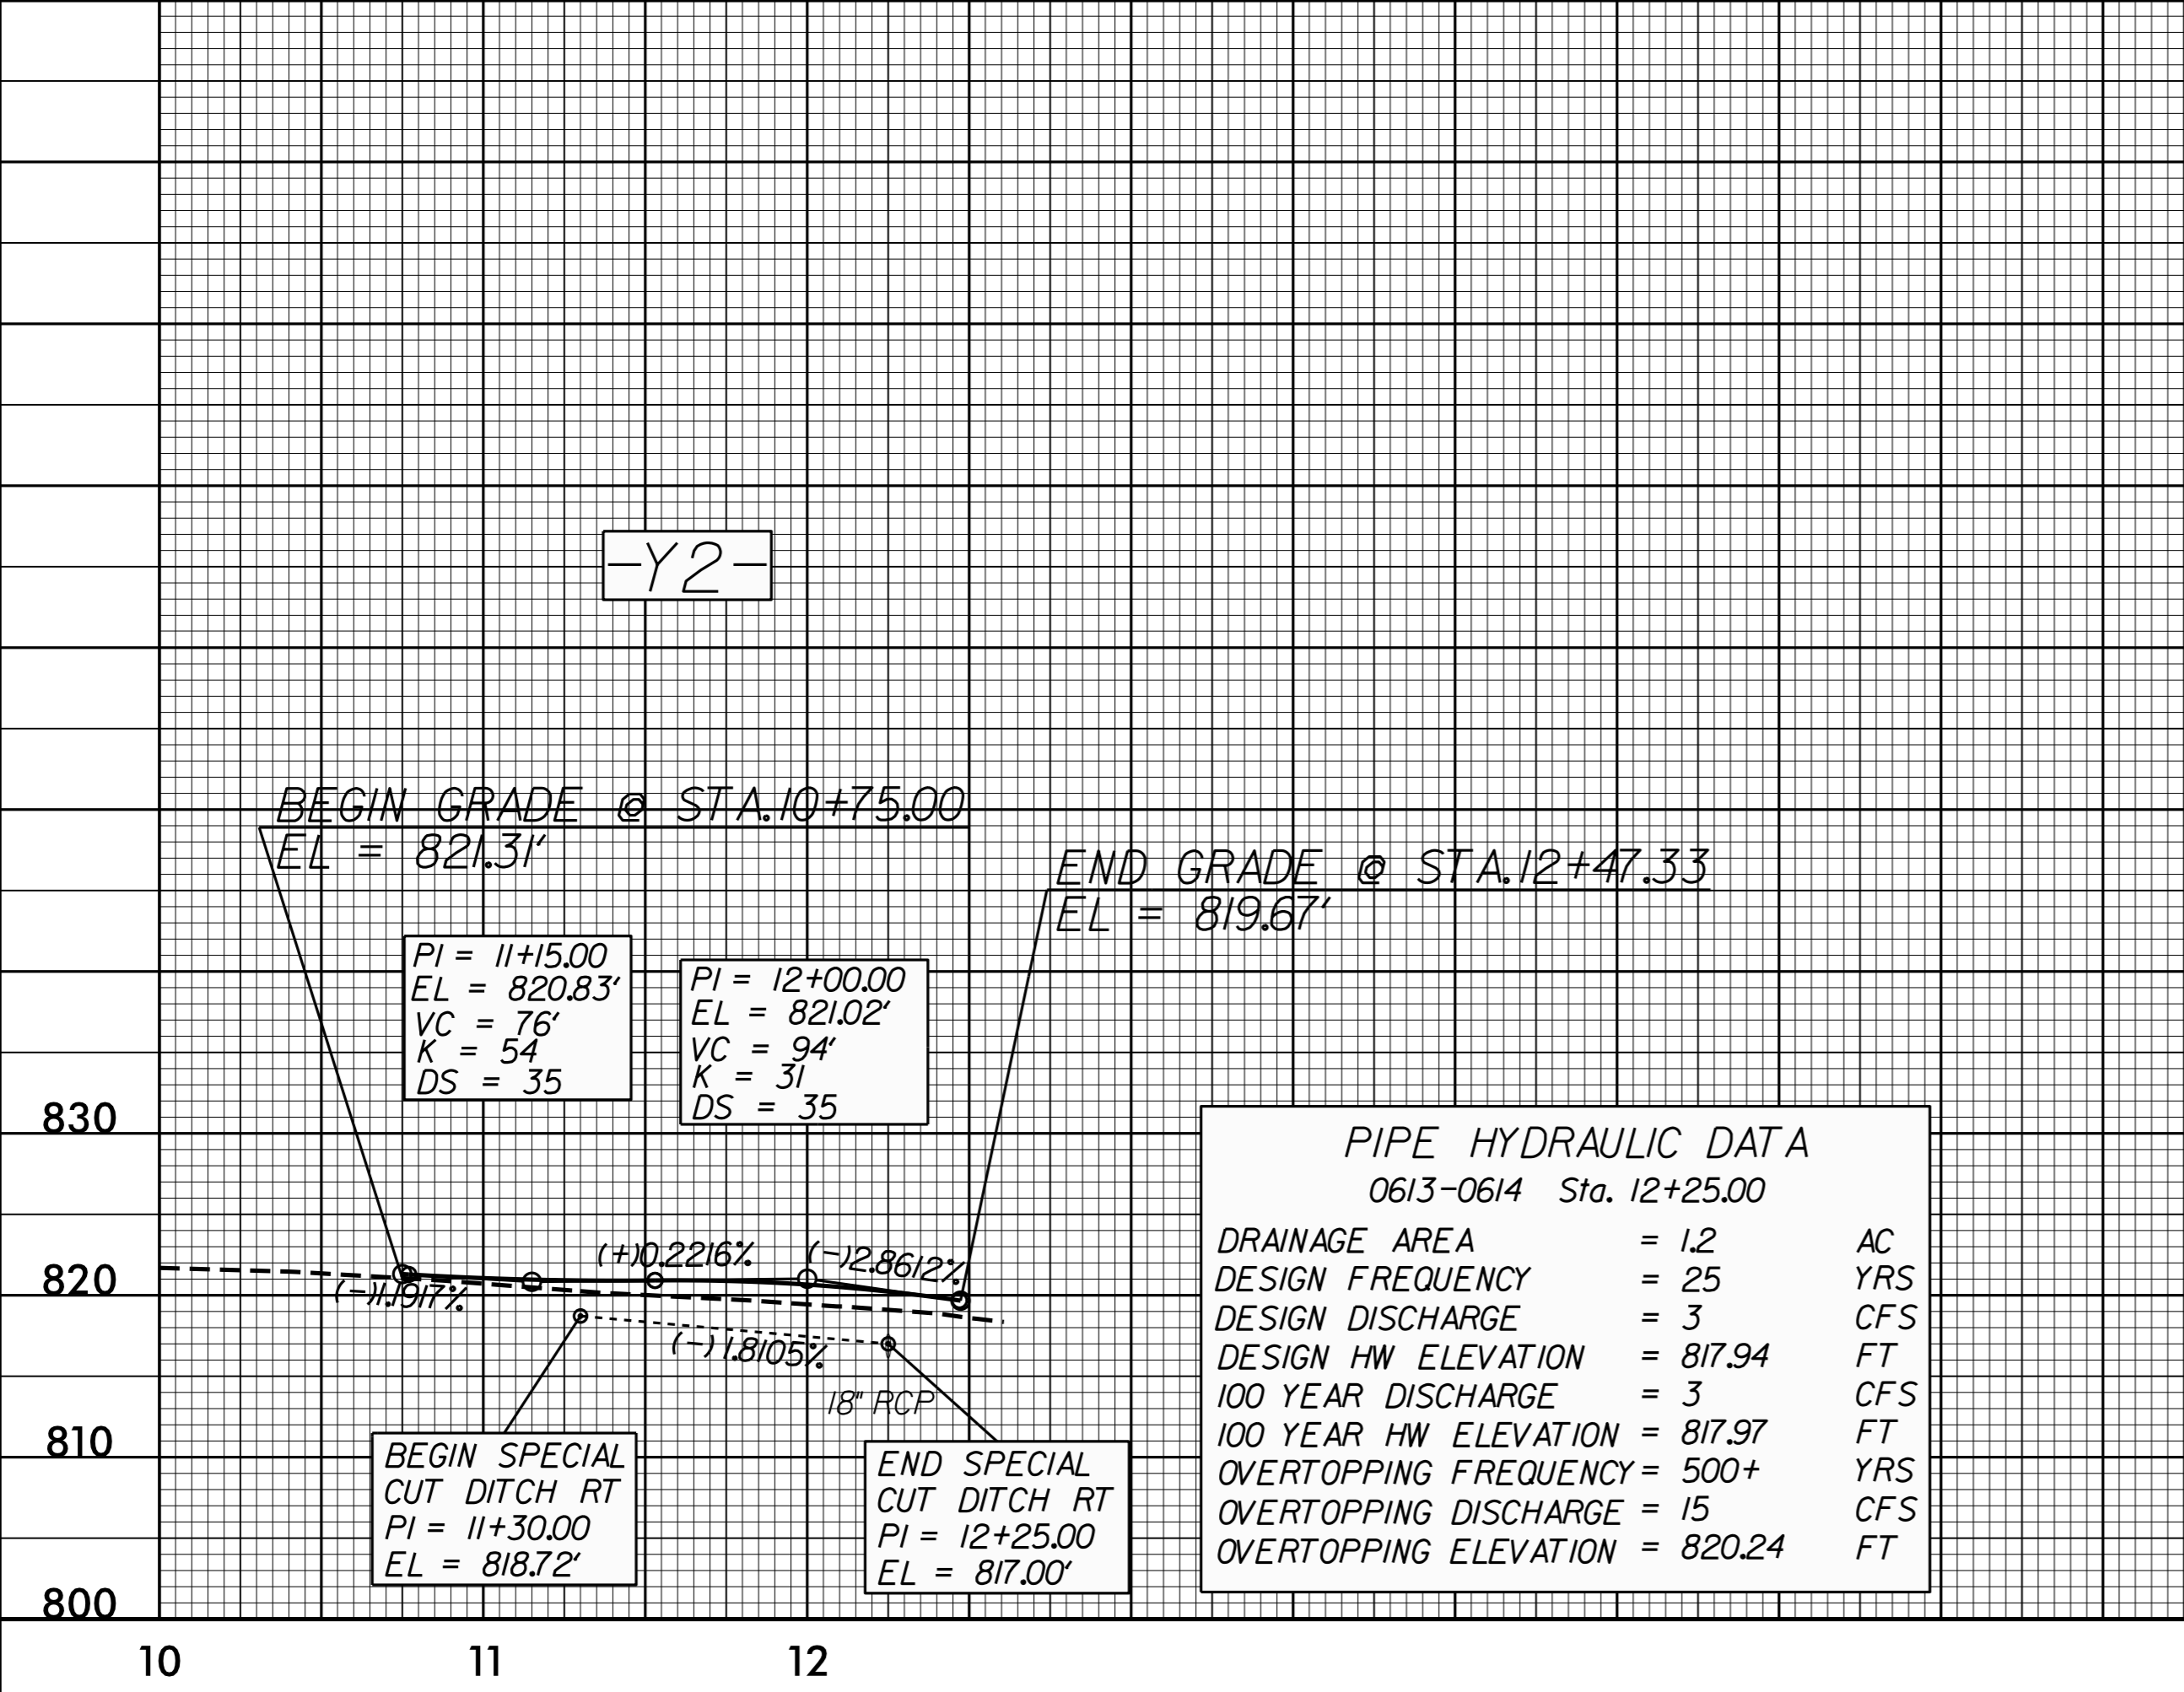 -Y2-
BEGIN GRADE @ STA.10+75.00
EL = 821.31'
END GRADE @ STA.12+47.33
EL = 819.67'
PI = 11+15.00
EL = 820.83'
VC = 76'
K = 54
DS = 35
PI = 12+00.00
EL = 821.02'
VC = 94'
K = 31
DS = 35
830
820
810
800
(-)1.1917%
(+)0.2216%
(-)2.8612%
(-)1.8105%
18" RCP
BEGIN SPECIAL
CUT DITCH RT
PI = 11+30.00
EL = 818.72'
END SPECIAL
CUT DITCH RT
PI = 12+25.00
EL = 817.00'
PIPE HYDRAULIC DATA
0613-0614 Sta. 12+25.00
DRAINAGE AREA = 1.2 AC
DESIGN FREQUENCY = 25 YRS
DESIGN DISCHARGE = 3 CFS
DESIGN HW ELEVATION = 817.94 FT
100 YEAR DISCHARGE = 3 CFS
100 YEAR HW ELEVATION = 817.97 FT
OVERTOPPING FREQUENCY = 500+ YRS
OVERTOPPING DISCHARGE = 15 CFS
OVERTOPPING ELEVATION = 820.24 FT
10 11 12